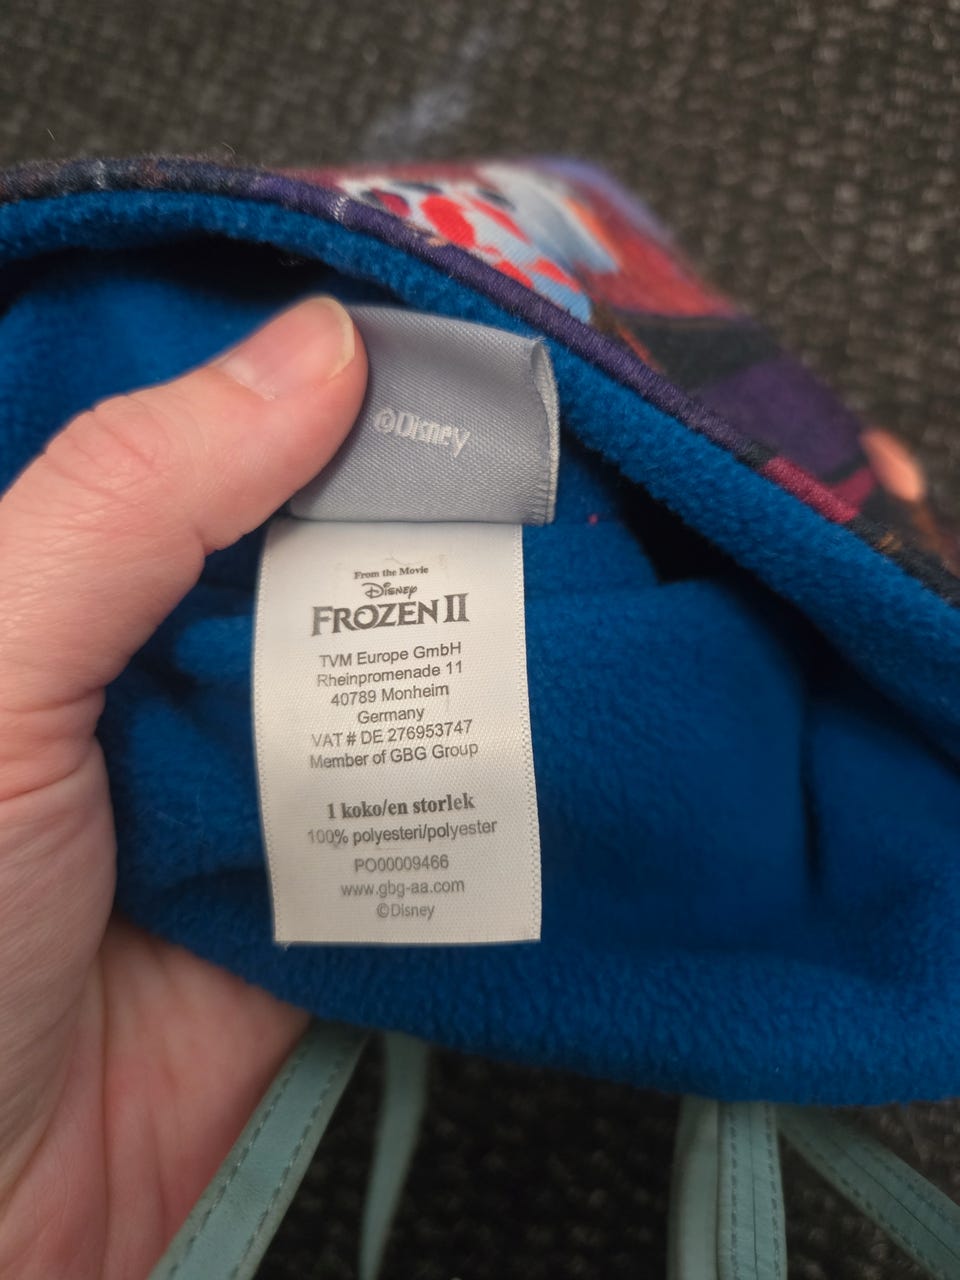 ©Disney
From the Movie
Disney
FROZEN II
TVM Europe GmbH
Rheinpromenade 11
40789 Monheim
Germany
VAT # DE 276953747
Member of GBG Group
1 koko/en storlek
100% polyesteri/polyester
PO00009466
www.gbg-aa.com
©Disney